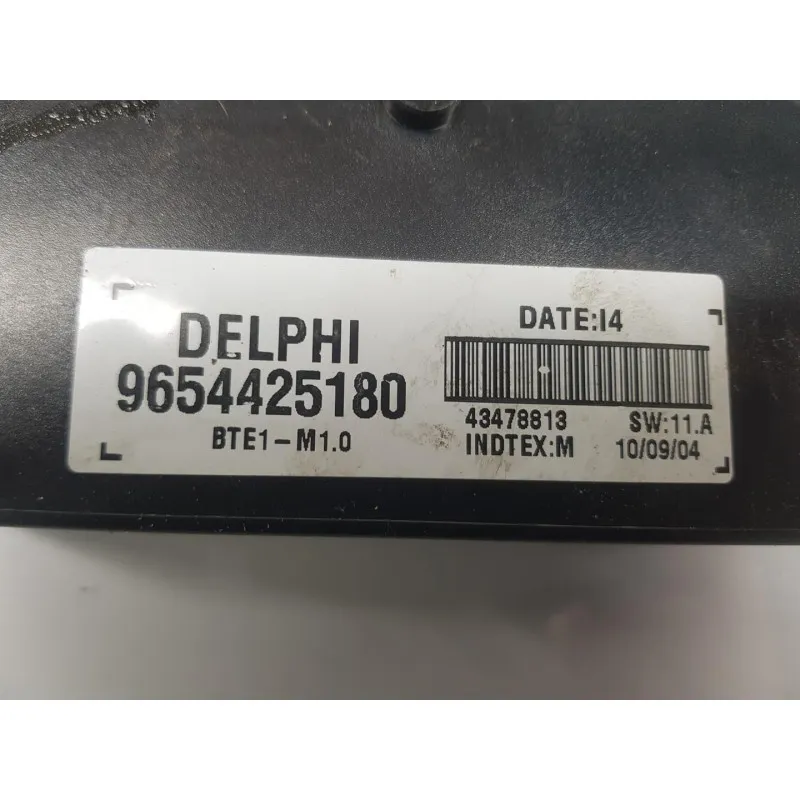 DELPHI
9654425180
BTE1-M1.0
DATE:I4
43478813 SW:11.A
INDTEX:M 10/09/04